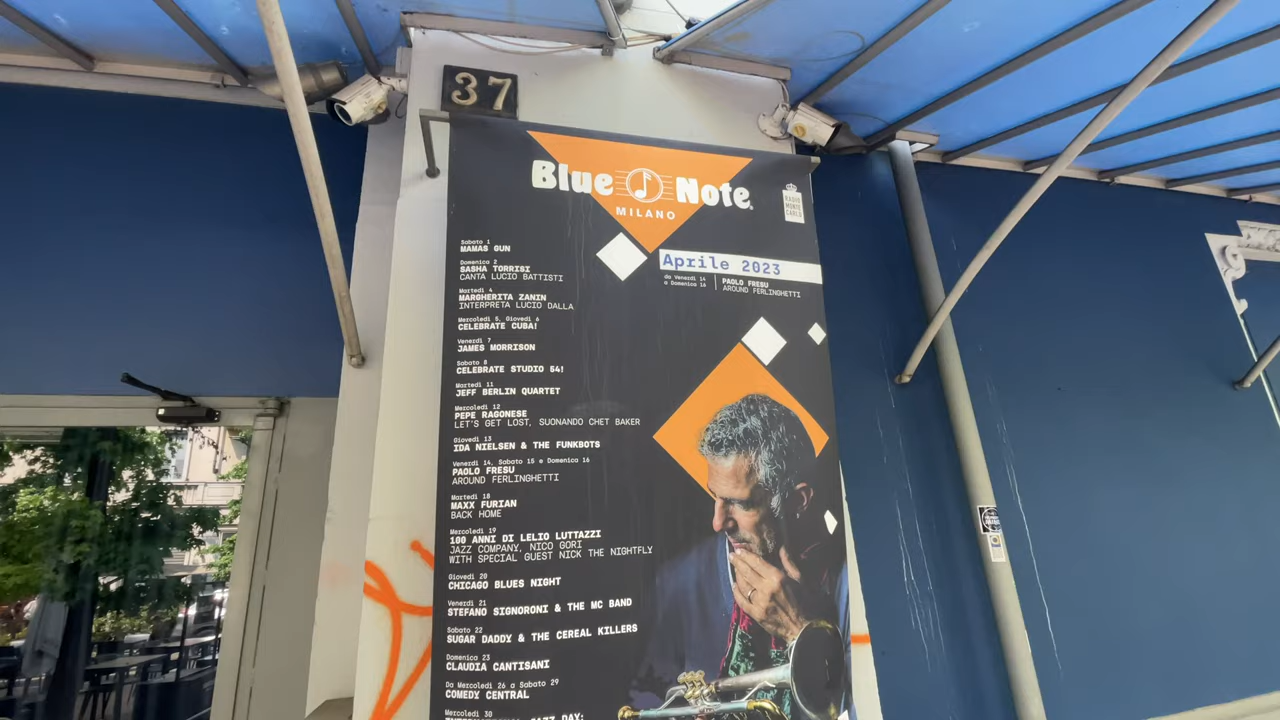 37
Blue Note
MILANO
RADIO
MONTE
CARLO
Aprile 2023
da Venerdì 14
a Domenica 16
PAOLO FRESU
AROUND FERLINGHETTI
Sabato 1
MAMAS GUN
Domenica 2
SASHA TORRISI
CANTA LUCIO BATTISTI
Martedì 4
MARGHERITA ZANIN
INTERPRETA LUCIO DALLA
Mercoledì 5, Giovedì 6
CELEBRATE CUBA!
Venerdì 7
JAMES MORRISON
Sabato 8
CELEBRATE STUDIO 54!
Martedì 11
JEFF BERLIN QUARTET
Mercoledì 12
PEPE RAGONESE
LET'S GET LOST, SUONANDO CHET BAKER
Giovedì 13
IDA NIELSEN & THE FUNKBOTS
Venerdì 14, Sabato 15 e Domenica 16
PAOLO FRESU
AROUND FERLINGHETTI
Martedì 18
MAXX FURIAN
BACK HOME
Mercoledì 19
100 ANNI DI LELIO LUTTAZZI
JAZZ COMPANY, NICO GORI
WITH SPECIAL GUEST NICK THE NIGHTFLY
Giovedì 20
CHICAGO BLUES NIGHT
Venerdì 21
STEFANO SIGNORONI & THE MC BAND
Sabato 22
SUGAR DADDY & THE CEREAL KILLERS
Domenica 23
CLAUDIA CANTISANI
Da Mercoledì 26 a Sabato 29
COMEDY CENTRAL
Mercoledì 30
INTERNATIONAL JAZZ DAY: